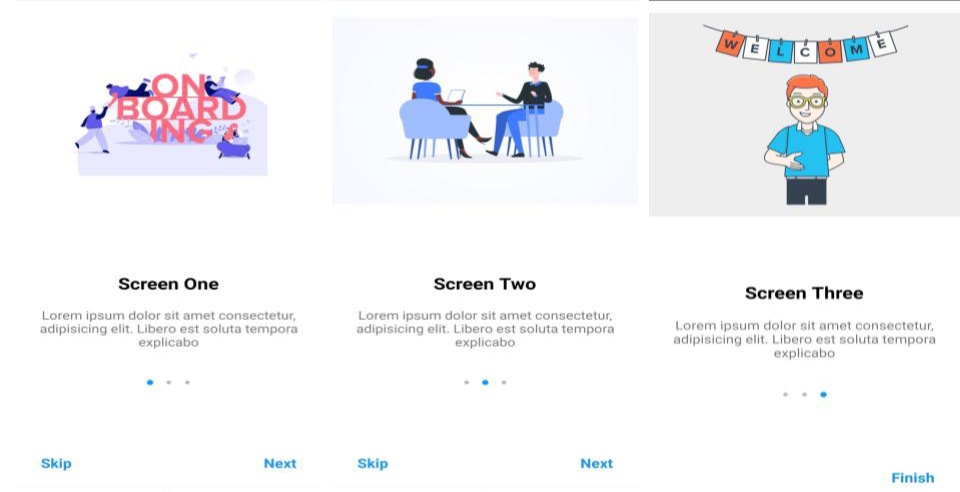 ON
BOARD
ING
Screen One
Lorem ipsum dolor sit amet consectetur,
adipisicing elit. Libero est soluta tempora
explicabo
Skip
Next
Screen Two
Lorem ipsum dolor sit amet consectetur,
adipisicing elit. Libero est soluta tempora
explicabo
Skip
Next
WELCOME
Screen Three
Lorem ipsum dolor sit amet consectetur,
adipisicing elit. Libero est soluta tempora
explicabo
Finish